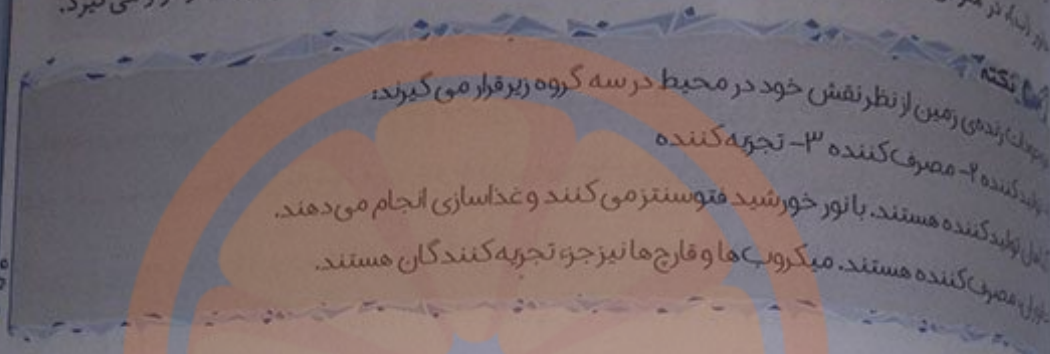 نکته
موجودات زنده‌ی زمین از نظر نقش خود در محیط در سه گروه زیر قرار می‌گیرند:
تولیدکننده ۲- مصرف‌کننده ۳- تجزیه‌کننده
تولیدکننده هستند. با نور خورشید فتوسنتز می‌کنند و غذاسازی انجام می‌دهند.
مصرف‌کننده هستند. میکروب‌ها و قارچ‌ها نیز جزء تجزیه‌کنندگان هستند.